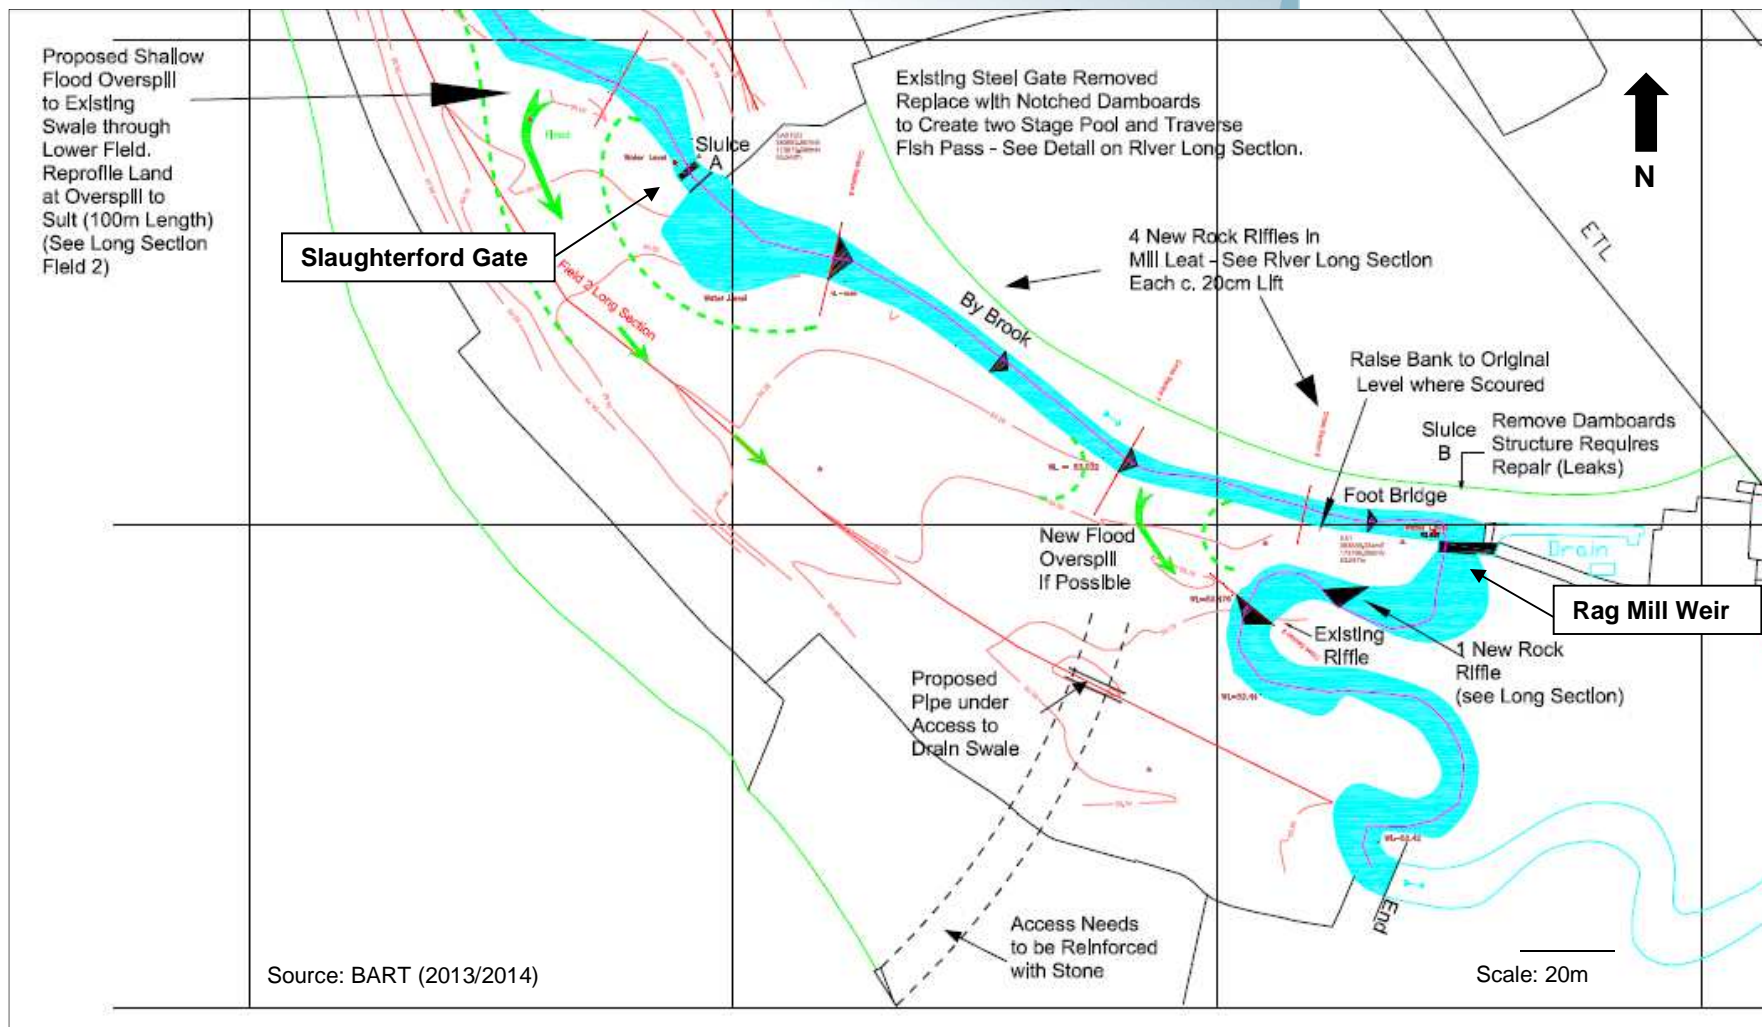 Proposed Shallow
Flood Overspill
to Existing
Swale through
Lower Field.
Reprofile Land
at Overspill to
Suit (100m Length)
(See Long Section
Field 2)
Existing Steel Gate Removed
Replace with Notched Damboards
to Create two Stage Pool and Traverse
Fish Pass - See Detail on River Long Section.
N
Flood
Sluice
A
Water Level
Slaughterford Gate
4 New Rock Riffles in
Mill Leat - See River Long Section
Each c. 20cm Lift
ETL
Field 2 Long Section
Water Level
By Brook
Raise Bank to Original
Level where Scoured
Sluice
B
Remove Damboards
Structure Requires
Repair (Leaks)
Foot Bridge
Drain
New Flood
Overspill
If Possible
Rag Mill Weir
Existing
Riffle
1 New Rock
Riffle
(see Long Section)
Proposed
Pipe under
Access to
Drain Swale
End
Access Needs
to be Reinforced
with Stone
Source: BART (2013/2014)
Scale: 20m